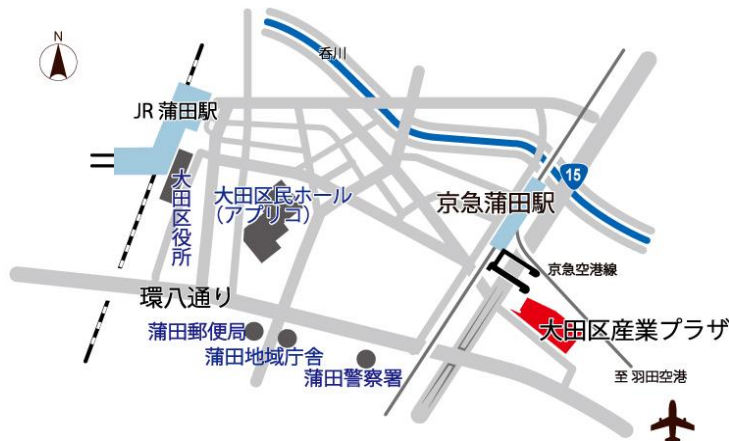 N
呑川
JR 蒲田駅
15
大田区役所
大田区民ホール
(アプリコ)
京急蒲田駅
京急空港線
環八通り
大田区産業プラザ
蒲田郵便局
蒲田地域庁舎
蒲田警察署
至 羽田空港